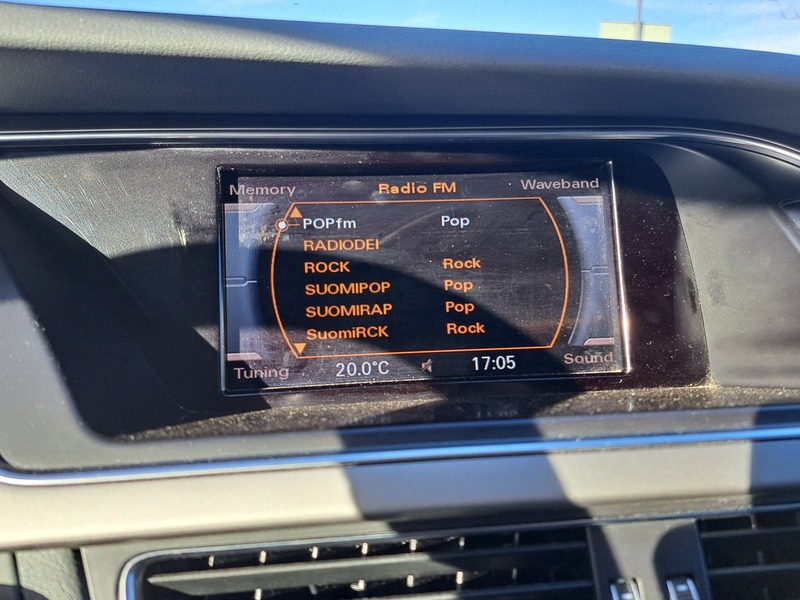 Memory Radio FM Waveband
POPfm Pop
RADIODEI
ROCK Rock
SUOMIPOP Pop
SUOMIRAP Pop
SuomiRCK Rock
Tuning 20.0°C 17:05 Sound